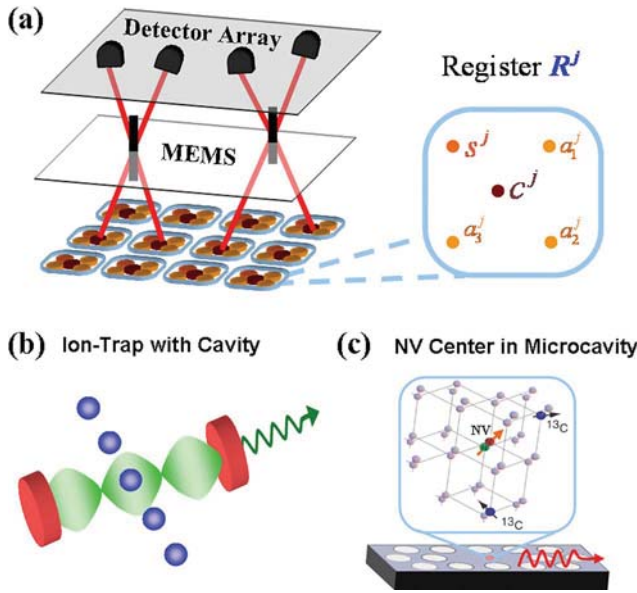 (a)
Detector Array
MEMS
Register R^j
s^j
a_1^j
c^j
a_3^j
a_2^j
(b) Ion-Trap with Cavity
(c) NV Center in Microcavity
NV
13C
13C